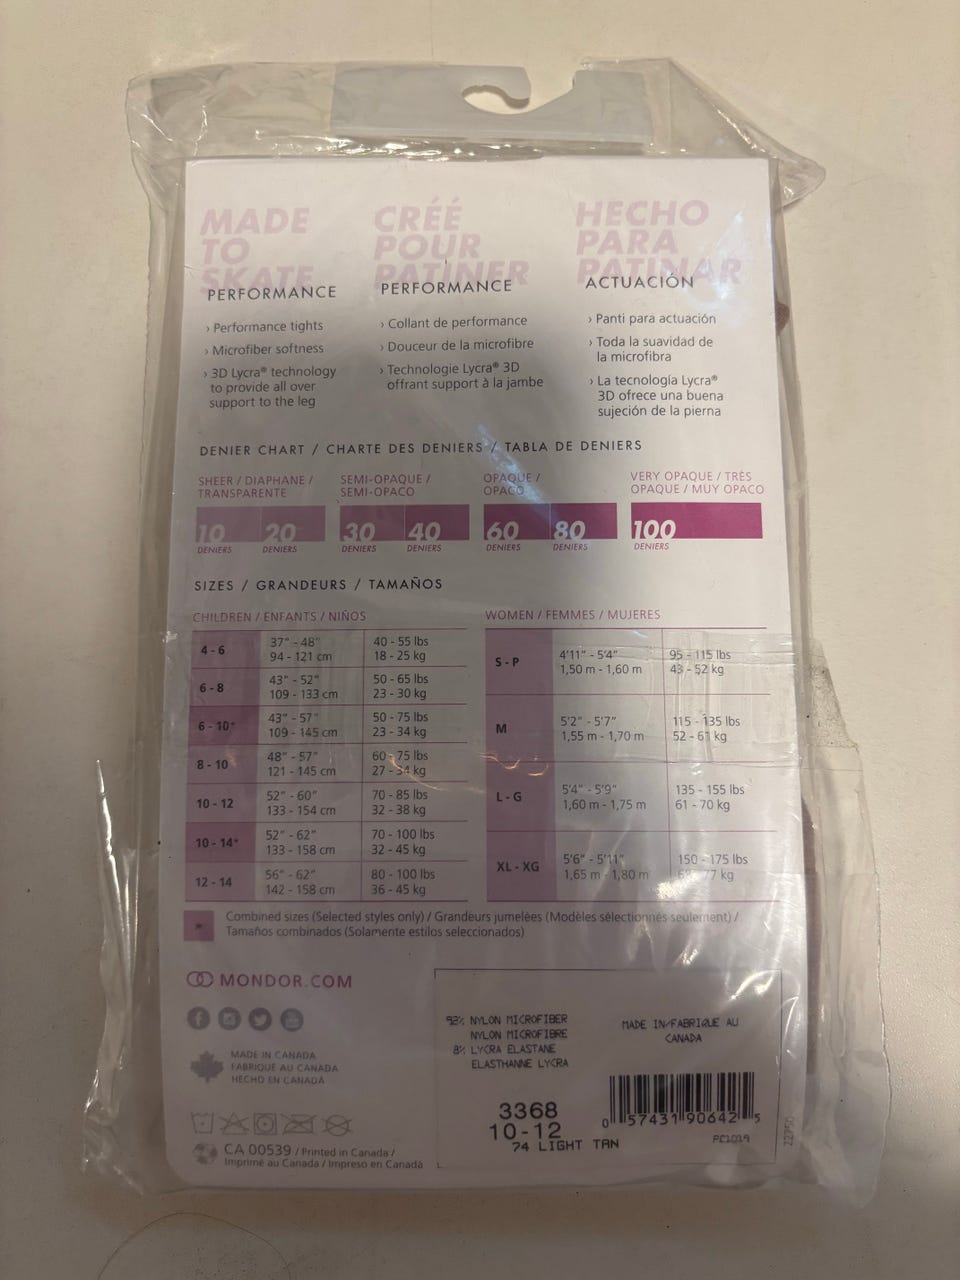 MADE
TO
SKATE
PERFORMANCE
› Performance tights
› Microfiber softness
› 3D Lycra® technology
to provide all over
support to the leg
CRÉÉ
POUR
PATINER
PERFORMANCE
› Collant de performance
› Douceur de la microfibre
› Technologie Lycra® 3D
offrant support à la jambe
HECHO
PARA
PATINAR
ACTUACIÓN
› Panti para actuación
› Toda la suavidad de
la microfibra
› La tecnología Lycra®
3D ofrece una buena
sujeción de la pierna
DENIER CHART / CHARTE DES DENIERS / TABLA DE DENIERS
SHEER / DIAPHANE /
TRANSPARENTE
SEMI-OPAQUE /
SEMI-OPACO
OPAQUE /
OPACO
VERY OPAQUE / TRÈS
OPAQUE / MUY OPACO
10 20 30 40 60 80 100
DENIERS DENIERS DENIERS DENIERS DENIERS DENIERS DENIERS
SIZES / GRANDEURS / TAMAÑOS
CHILDREN / ENFANTS / NIÑOS
4 - 6 37" - 48" 40 - 55 lbs
94 - 121 cm 18 - 25 kg
6 - 8 43" - 52" 50 - 65 lbs
109 - 133 cm 23 - 30 kg
6 - 10* 43" - 57" 50 - 75 lbs
109 - 145 cm 23 - 34 kg
8 - 10 48" - 57" 60 - 75 lbs
121 - 145 cm 27 - 34 kg
10 - 12 52" - 60" 70 - 85 lbs
133 - 154 cm 32 - 38 kg
10 - 14* 52" - 62" 70 - 100 lbs
133 - 158 cm 32 - 45 kg
12 - 14 56" - 62" 80 - 100 lbs
142 - 158 cm 36 - 45 kg
WOMEN / FEMMES / MUJERES
S - P 4'11" - 5'4" 95 - 115 lbs
1,50 m - 1,60 m 43 - 52 kg
M 5'2" - 5'7" 115 - 135 lbs
1,55 m - 1,70 m 52 - 61 kg
L - G 5'4" - 5'9" 135 - 155 lbs
1,60 m - 1,75 m 61 - 70 kg
XL - XG 5'6" - 5'11" 150 - 175 lbs
1,65 m - 1,80 m 77 kg
* Combined sizes (Selected styles only) / Grandeurs jumelées (Modèles sélectionnés seulement) /
Tamaños combinados (Solamente estilos seleccionados)
MONDOR.COM
MADE IN CANADA
FABRIQUÉ AU CANADA
HECHO EN CANADÁ
CA 00539 / Printed in Canada /
Imprimé au Canada / Impreso en Canadá
92% NYLON MICROFIBER
NYLON MICROFIBRE
8% LYCRA ELASTANE
ELASTHANNE LYCRA
MADE IN/FABRIQUE AU
CANADA
3368
10-12
74 LIGHT TAN
0 57431 90642 5
PC1019